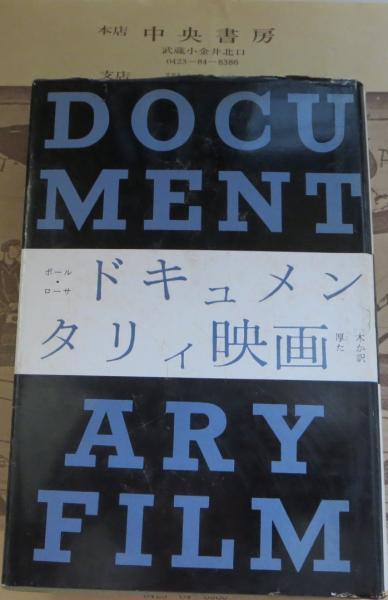 本店 中央書房
武蔵小金井北口
0423-84-8386
支店
DOCU
MENT
ポール・ローサ
ドキュメン
タリィ映画
厚木たか訳
ARY
FILM